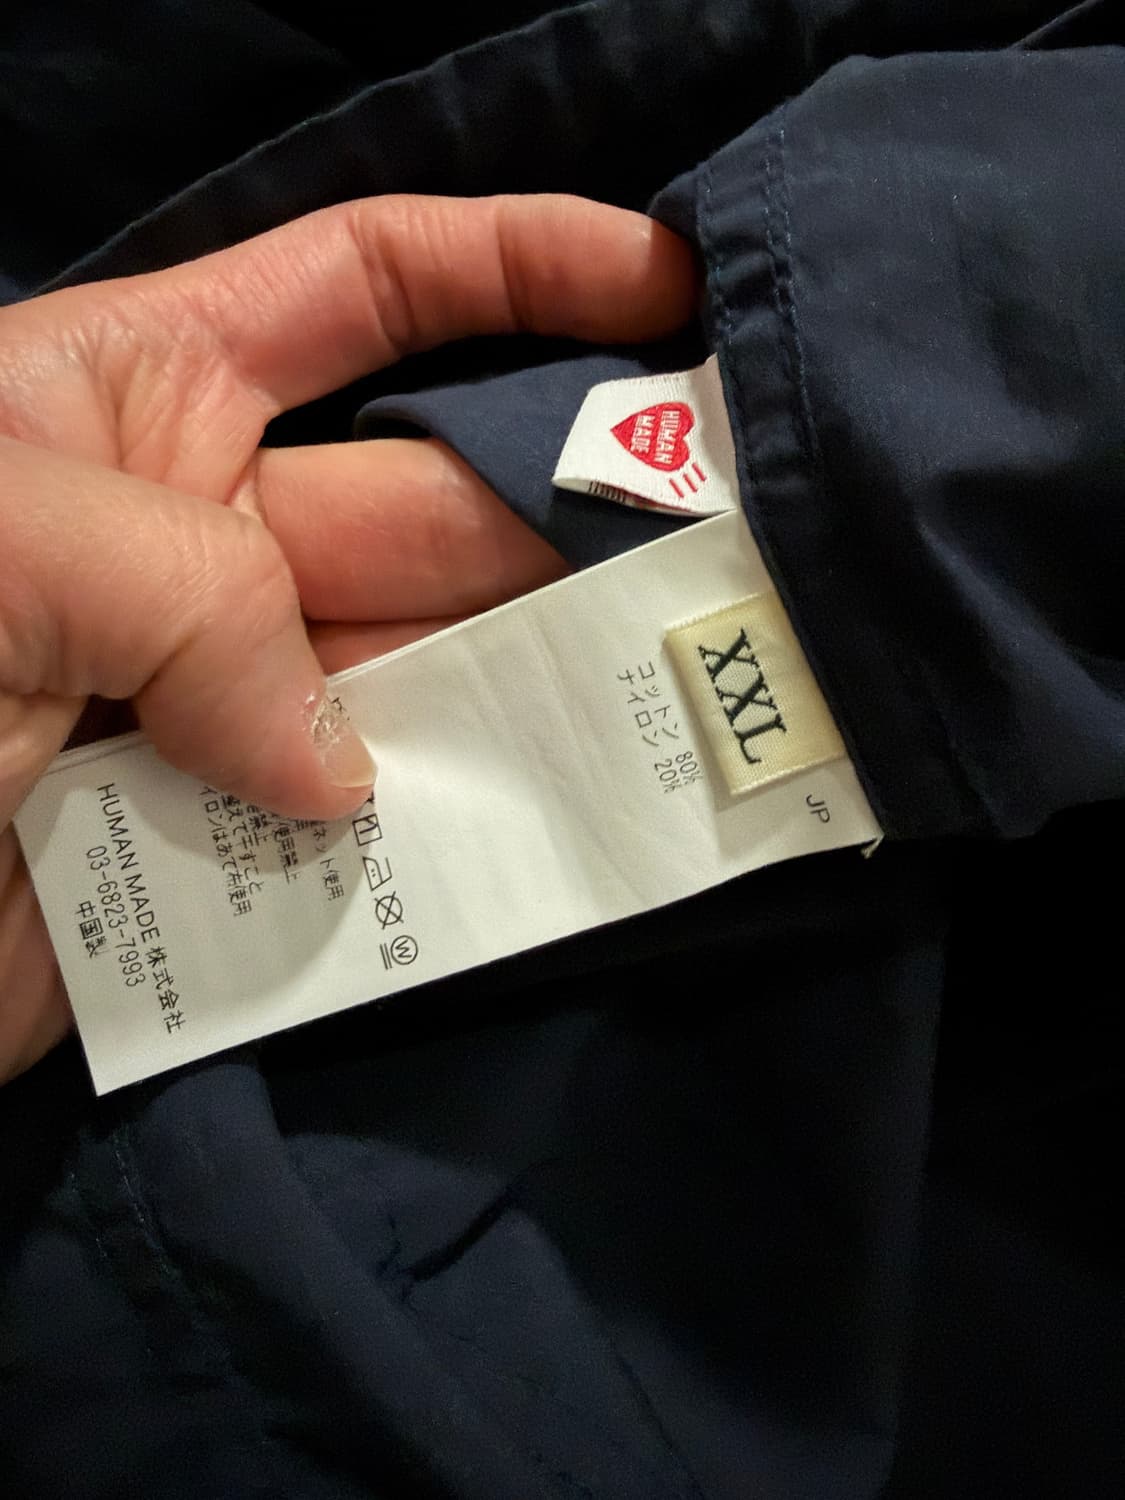 HUMAN
MADE
XXL
JP
コットン 80%
ナイロン 20%
W
ネット使用
使用禁止
えて干すこと
イロンはあて布使用
HUMAN MADE 株式会社
03-6823-7993
中国製